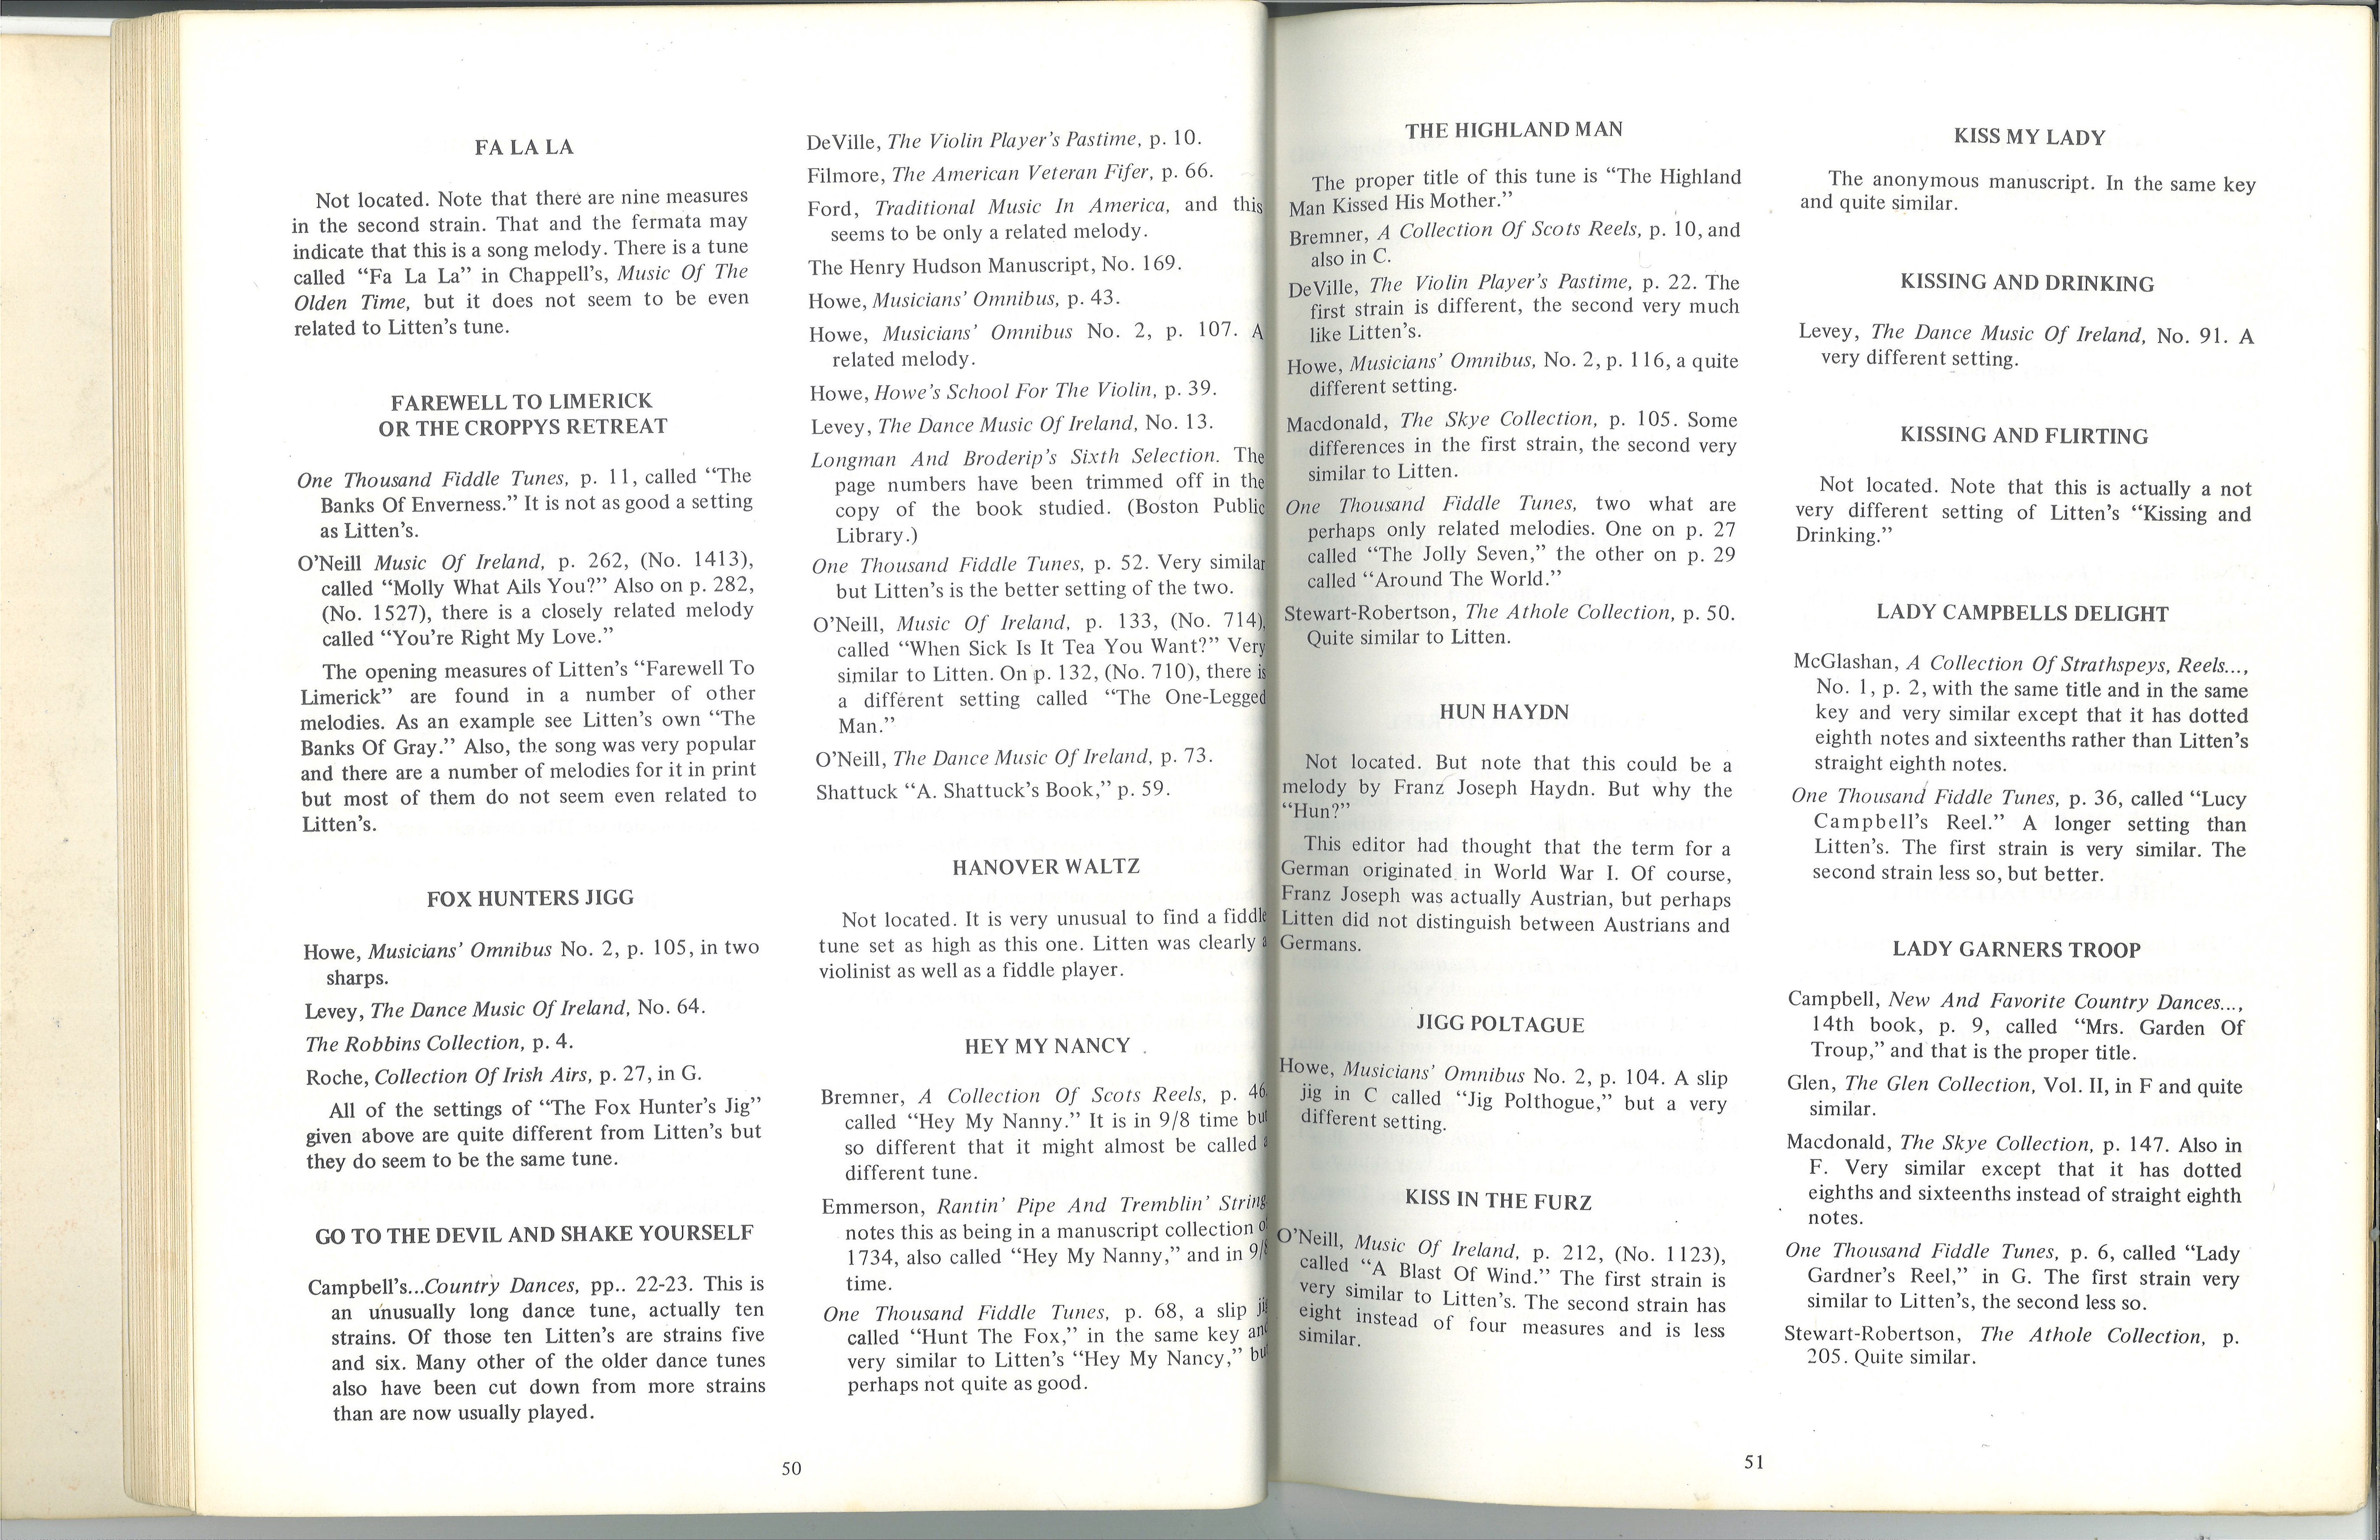 FA LA LA
Not located. Note that there are nine measures
in the second strain. That and the fermata may
indicate that this is a song melody. There is a tune
called “Fa La La” in Chappell’s, Music Of The
Olden Time, but it does not seem to be even
related to Litten’s tune.
FAREWELL TO LIMERICK
OR THE CROPPYS RETREAT
One Thousand Fiddle Tunes, p. 11, called “The
Banks Of Enverness.” It is not as good a setting
as Litten’s.
O’Neill Music Of Ireland, p. 262, (No. 1413),
called “Molly What Ails You?” Also on p. 282,
(No. 1527), there is a closely related melody
called “You’re Right My Love.”
The opening measures of Litten’s “Farewell To
Limerick” are found in a number of other
melodies. As an example see Litten’s own “The
Banks Of Gray.” Also, the song was very popular
and there are a number of melodies for it in print
but most of them do not seem even related to
Litten’s.
FOX HUNTERS JIGG
Howe, Musicians’ Omnibus No. 2, p. 105, in two
sharps.
Levey, The Dance Music Of Ireland, No. 64.
The Robbins Collection, p. 4.
Roche, Collection Of Irish Airs, p. 27, in G.
All of the settings of “The Fox Hunter’s Jig”
given above are quite different from Litten’s but
they do seem to be the same tune.
GO TO THE DEVIL AND SHAKE YOURSELF
Campbell’s...Country Dances, pp.. 22-23. This is
an unusually long dance tune, actually ten
strains. Of those ten Litten’s are strains five
and six. Many other of the older dance tunes
also have been cut down from more strains
than are now usually played.
DeVille, The Violin Player’s Pastime, p. 10.
Filmore, The American Veteran Fifer, p. 66.
Ford, Traditional Music In America, and this
seems to be only a related melody.
The Henry Hudson Manuscript, No. 169.
Howe, Musicians’ Omnibus, p. 43.
Howe, Musicians’ Omnibus No. 2, p. 107. A
related melody.
Howe, Howe’s School For The Violin, p. 39.
Levey, The Dance Music Of Ireland, No. 13.
Longman And Broderip’s Sixth Selection. The
page numbers have been trimmed off in the
copy of the book studied. (Boston Public
Library.)
One Thousand Fiddle Tunes, p. 52. Very similar
but Litten’s is the better setting of the two.
O’Neill, Music Of Ireland, p. 133, (No. 714),
called “When Sick Is It Tea You Want?” Very
similar to Litten. On p. 132, (No. 710), there is
a different setting called “The One-Legged
Man.”
O’Neill, The Dance Music Of Ireland, p. 73.
Shattuck “A. Shattuck’s Book,” p. 59.
HANOVER WALTZ
Not located. It is very unusual to find a fiddle
tune set as high as this one. Litten was clearly a
violinist as well as a fiddle player.
HEY MY NANCY
Bremner, A Collection Of Scots Reels, p. 46
called “Hey My Nanny.” It is in 9/8 time but
so different that it might almost be called a
different tune.
Emmerson, Rantin’ Pipe And Tremblin’ String
notes this as being in a manuscript collection of
1734, also called “Hey My Nanny,” and in 9/8
time.
One Thousand Fiddle Tunes, p. 68, a slip jig
called “Hunt The Fox,” in the same key and
very similar to Litten’s “Hey My Nancy,” but
perhaps not quite as good.
50
THE HIGHLAND MAN
The proper title of this tune is “The Highland
Man Kissed His Mother.”
Bremner, A Collection Of Scots Reels, p. 10, and
also in C.
DeVille, The Violin Player’s Pastime, p. 22. The
first strain is different, the second very much
like Litten’s.
Howe, Musicians’ Omnibus, No. 2, p. 116, a quite
different setting.
Macdonald, The Skye Collection, p. 105. Some
differences in the first strain, the second very
similar to Litten.
One Thousand Fiddle Tunes, two what are
perhaps only related melodies. One on p. 27
called “The Jolly Seven,” the other on p. 29
called “Around The World.”
Stewart-Robertson, The Athole Collection, p. 50.
Quite similar to Litten.
HUN HAYDN
Not located. But note that this could be a
melody by Franz Joseph Haydn. But why the
“Hun?”
This editor had thought that the term for a
German originated in World War I. Of course,
Franz Joseph was actually Austrian, but perhaps
Litten did not distinguish between Austrians and
Germans.
JIGG POLTAGUE
Howe, Musicians’ Omnibus No. 2, p. 104. A slip
jig in C called “Jig Polthogue,” but a very
different setting.
KISS IN THE FURZ
O’Neill, Music Of Ireland, p. 212, (No. 1123),
called “A Blast Of Wind.” The first strain is
very similar to Litten’s. The second strain has
eight instead of four measures and is less
similar.
KISS MY LADY
The anonymous manuscript. In the same key
and quite similar.
KISSING AND DRINKING
Levey, The Dance Music Of Ireland, No. 91. A
very different setting.
KISSING AND FLIRTING
Not located. Note that this is actually a not
very different setting of Litten’s “Kissing and
Drinking.”
LADY CAMPBELLS DELIGHT
McGlashan, A Collection Of Strathspeys, Reels...,
No. 1, p. 2, with the same title and in the same
key and very similar except that it has dotted
eighth notes and sixteenths rather than Litten’s
straight eighth notes.
One Thousand Fiddle Tunes, p. 36, called “Lucy
Campbell’s Reel.” A longer setting than
Litten’s. The first strain is very similar. The
second strain less so, but better.
LADY GARNERS TROOP
Campbell, New And Favorite Country Dances...,
14th book, p. 9, called “Mrs. Garden Of
Troup,” and that is the proper title.
Glen, The Glen Collection, Vol. II, in F and quite
similar.
Macdonald, The Skye Collection, p. 147. Also in
F. Very similar except that it has dotted
eighths and sixteenths instead of straight eighth
notes.
One Thousand Fiddle Tunes, p. 6, called “Lady
Gardner’s Reel,” in G. The first strain very
similar to Litten’s, the second less so.
Stewart-Robertson, The Athole Collection, p.
205. Quite similar.
51